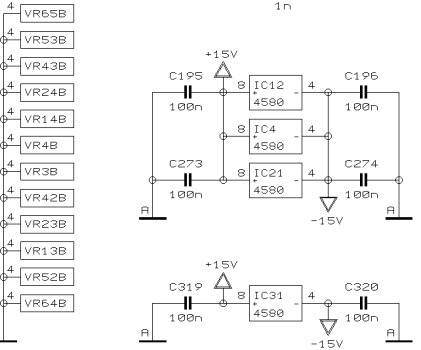 1n
4 VR65B
4 VR53B
4 VR43B
4 VR24B
4 VR14B
4 VR4B
4 VR3B
4 VR42B
4 VR23B
4 VR13B
4 VR52B
4 VR64B
+15V
C195
100n
8 + IC12 - 4
4580
C196
100n
8 + IC4 - 4
4580
C273
100n
8 + IC21 - 4
4580
C274
100n
A
-15V
A
+15V
C319
100n
8 + IC31 - 4
4580
C320
100n
A
-15V
A